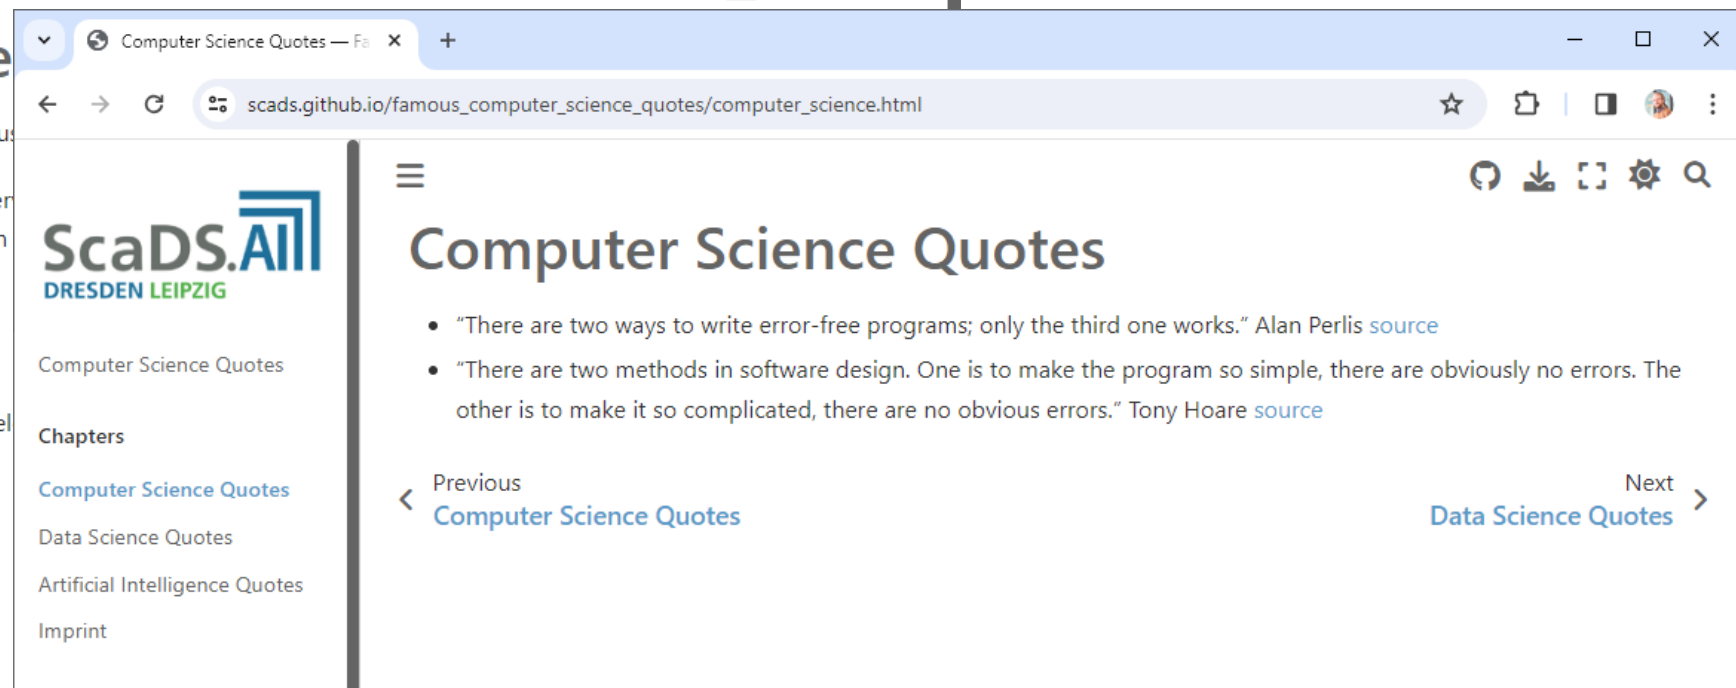 Computer Science Quotes — Fa
scads.github.io/famous_computer_science_quotes/computer_science.html
ScaDS.AI
DRESDEN LEIPZIG
Computer Science Quotes
Chapters
Computer Science Quotes
Data Science Quotes
Artificial Intelligence Quotes
Imprint
Computer Science Quotes
• “There are two ways to write error-free programs; only the third one works.” Alan Perlis source
• “There are two methods in software design. One is to make the program so simple, there are obviously no errors. The
other is to make it so complicated, there are no obvious errors.” Tony Hoare source
Previous
Computer Science Quotes
Next
Data Science Quotes